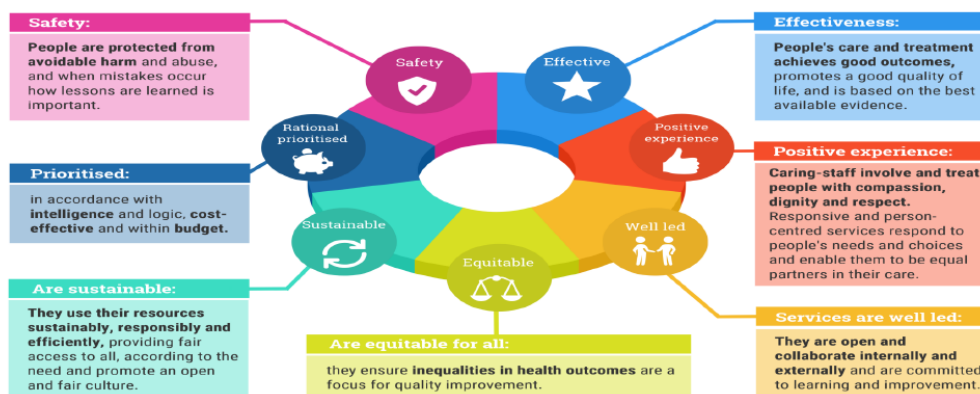 Safety:
People are protected from
avoidable harm and abuse,
and when mistakes occur
how lessons are learned is
important.
Prioritised:
in accordance with
intelligence and logic, cost-
effective and within budget.
Are sustainable:
They use their resources
sustainably, responsibly and
efficiently, providing fair
access to all, according to the
need and promote an open
and fair culture.
Safety
Effective
Rational
prioritised
Positive
experience
Sustainable
Well led
Equitable
Are equitable for all:
they ensure inequalities in health outcomes are a
focus for quality improvement.
Effectiveness:
People's care and treatment
achieves good outcomes,
promotes a good quality of
life, and is based on the best
available evidence.
Positive experience:
Caring-staff involve and treat
people with compassion,
dignity and respect.
Responsive and person-
centred services respond to
people's needs and choices
and enable them to be equal
partners in their care.
Services are well led:
They are open and
collaborate internally and
externally and are committed
to learning and improvement.